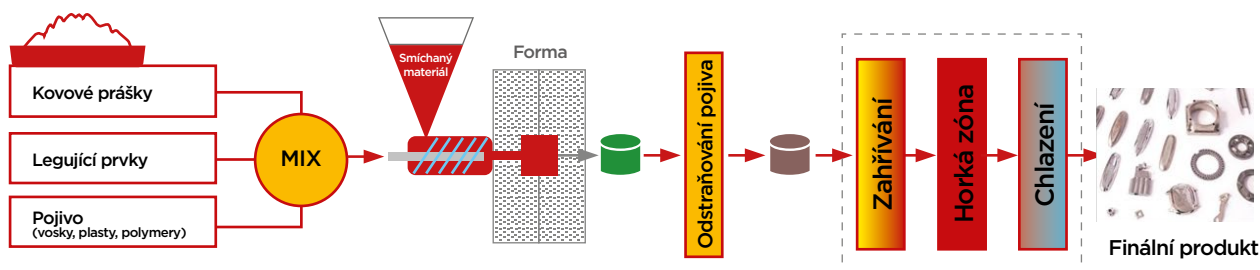 Kovové prášky
Legující prvky
Pojivo
(vosky, plasty, polymery)
MIX
Smíchaný
materiál
Forma
Odstraňování pojiva
Zahřívání
Horká zóna
Chlazení
Finální produkt